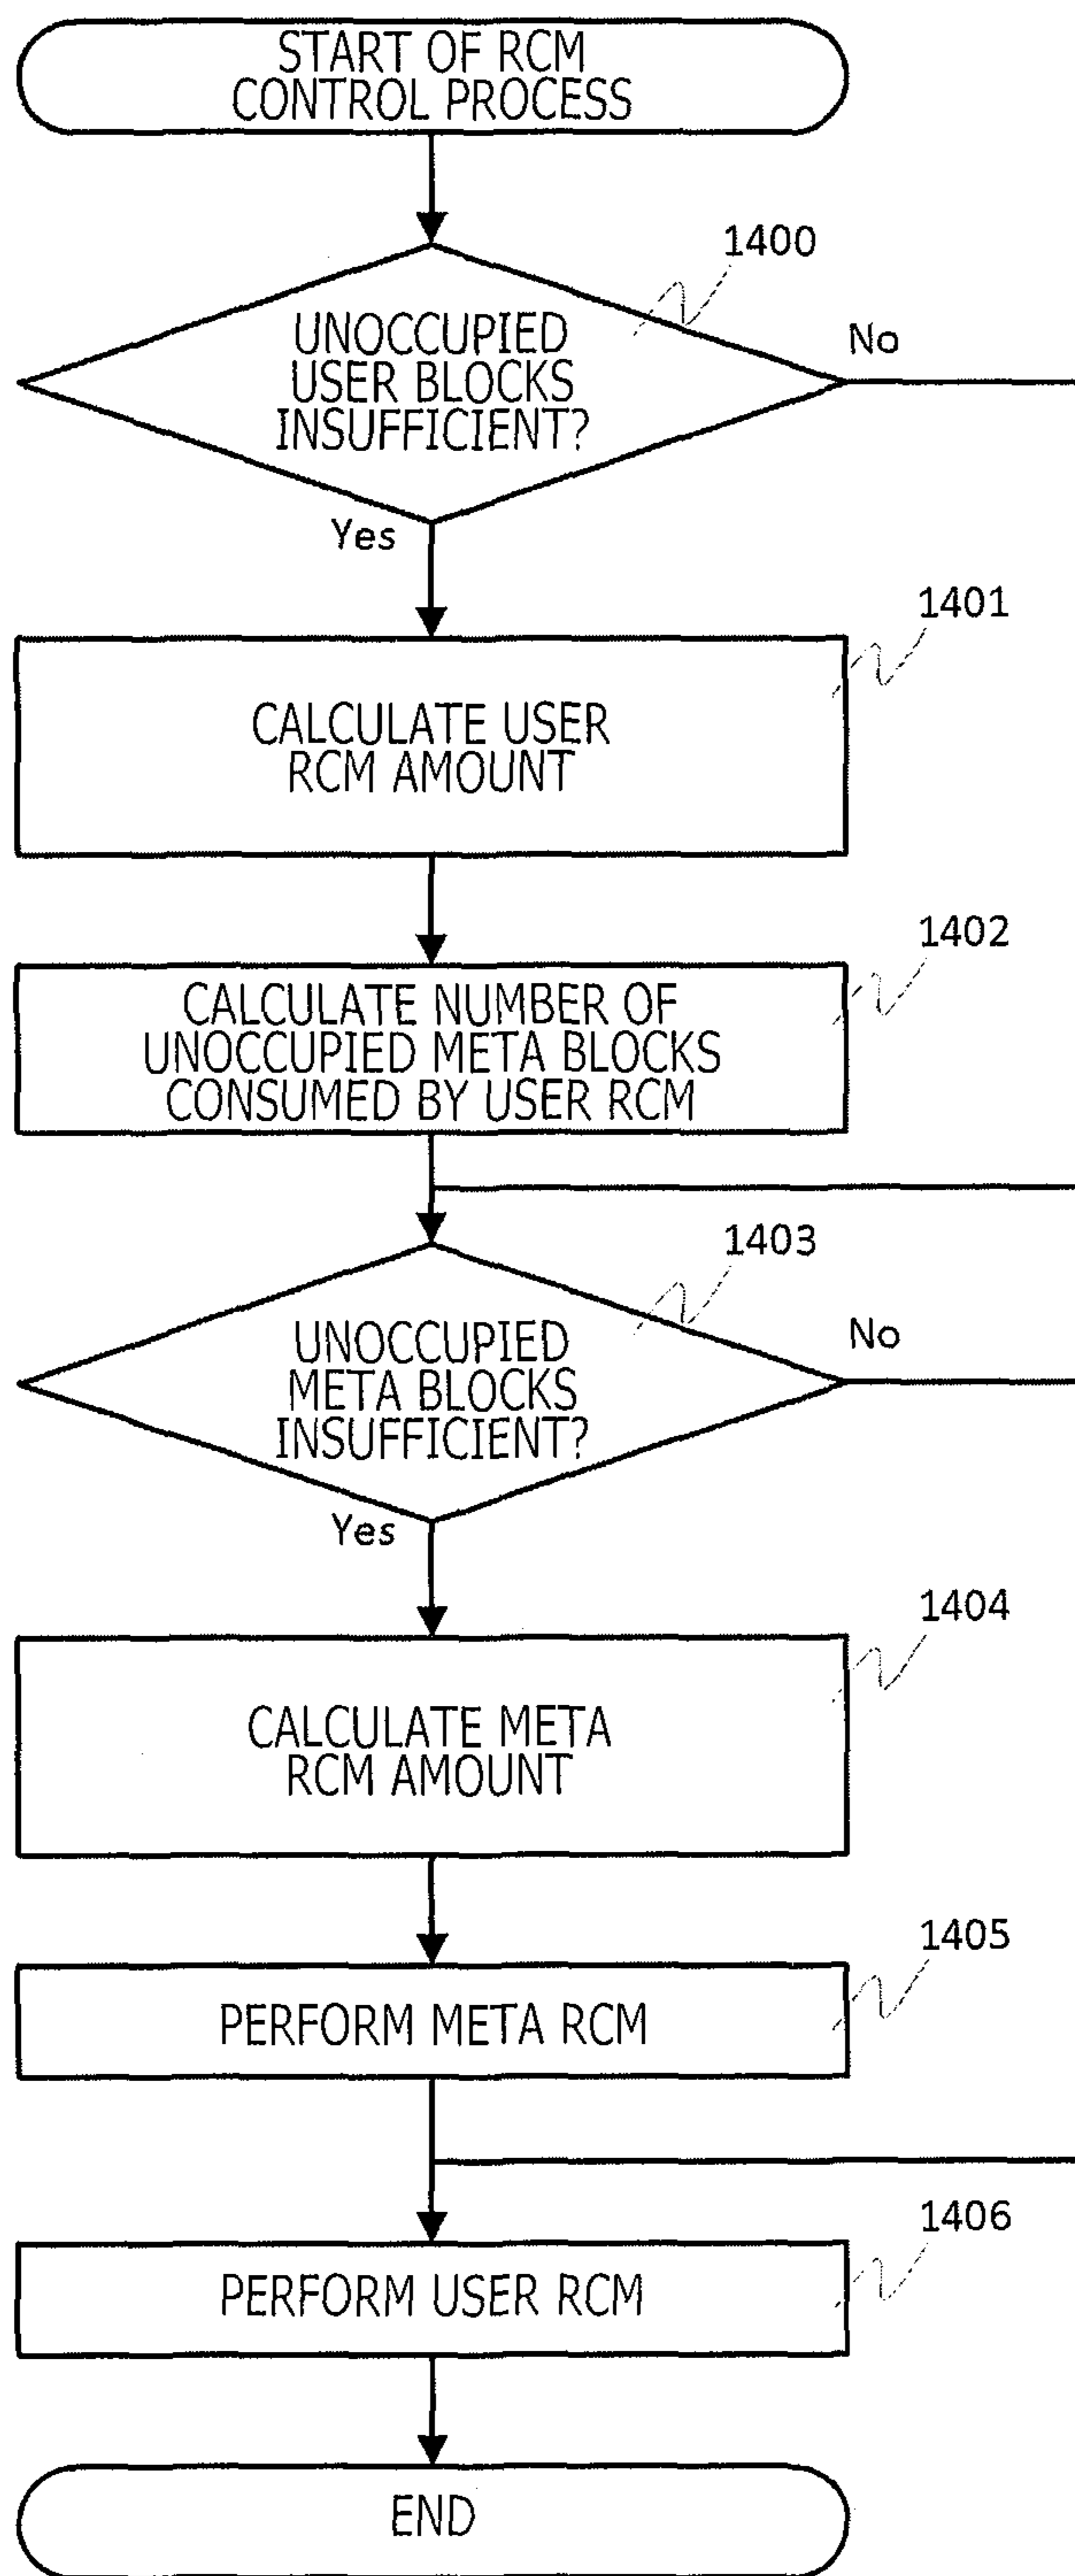 START OF RCM
CONTROL PROCESS
1400
UNOCCUPIED
USER BLOCKS
INSUFFICIENT?
No
Yes
1401
CALCULATE USER
RCM AMOUNT
1402
CALCULATE NUMBER OF
UNOCCUPIED META BLOCKS
CONSUMED BY USER RCM
1403
UNOCCUPIED
META BLOCKS
INSUFFICIENT?
No
Yes
1404
CALCULATE META
RCM AMOUNT
1405
PERFORM META RCM
1406
PERFORM USER RCM
END